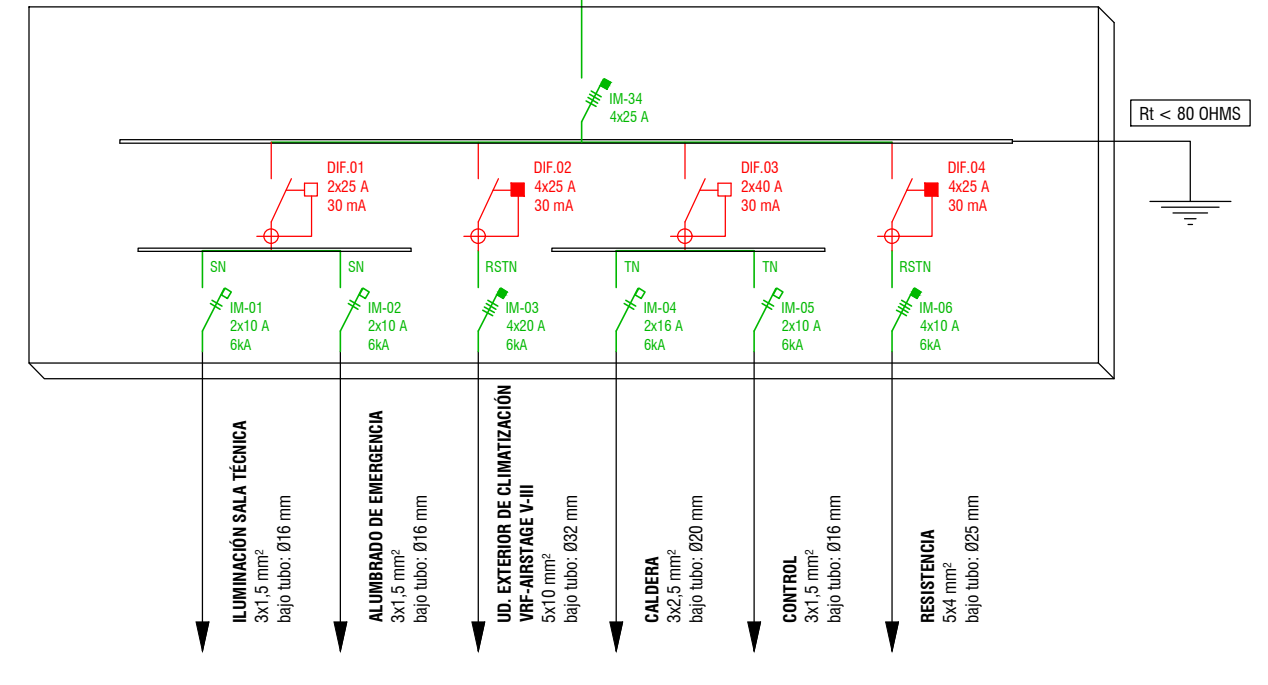 IM-34
4x25 A
Rt < 80 OHMS
DIF.01
2x25 A
30 mA
DIF.02
4x25 A
30 mA
DIF.03
2x40 A
30 mA
DIF.04
4x25 A
30 mA
SN
IM-01
2x10 A
6kA
SN
IM-02
2x10 A
6kA
RSTN
IM-03
4x20 A
6kA
TN
IM-04
2x16 A
6kA
TN
IM-05
2x10 A
6kA
RSTN
IM-06
4x10 A
6kA
ILUMINACIÓN SALA TÉCNICA
3x1,5 mm²
bajo tubo: Ø16 mm
ALUMBRADO DE EMERGENCIA
3x1,5 mm²
bajo tubo: Ø16 mm
UD. EXTERIOR DE CLIMATIZACIÓN
VRF-AIRSTAGE V-III
5x10 mm²
bajo tubo: Ø32 mm
CALDERA
3x2,5 mm²
bajo tubo: Ø20 mm
CONTROL
3x1,5 mm²
bajo tubo: Ø16 mm
RESISTENCIA
5x4 mm²
bajo tubo: Ø25 mm